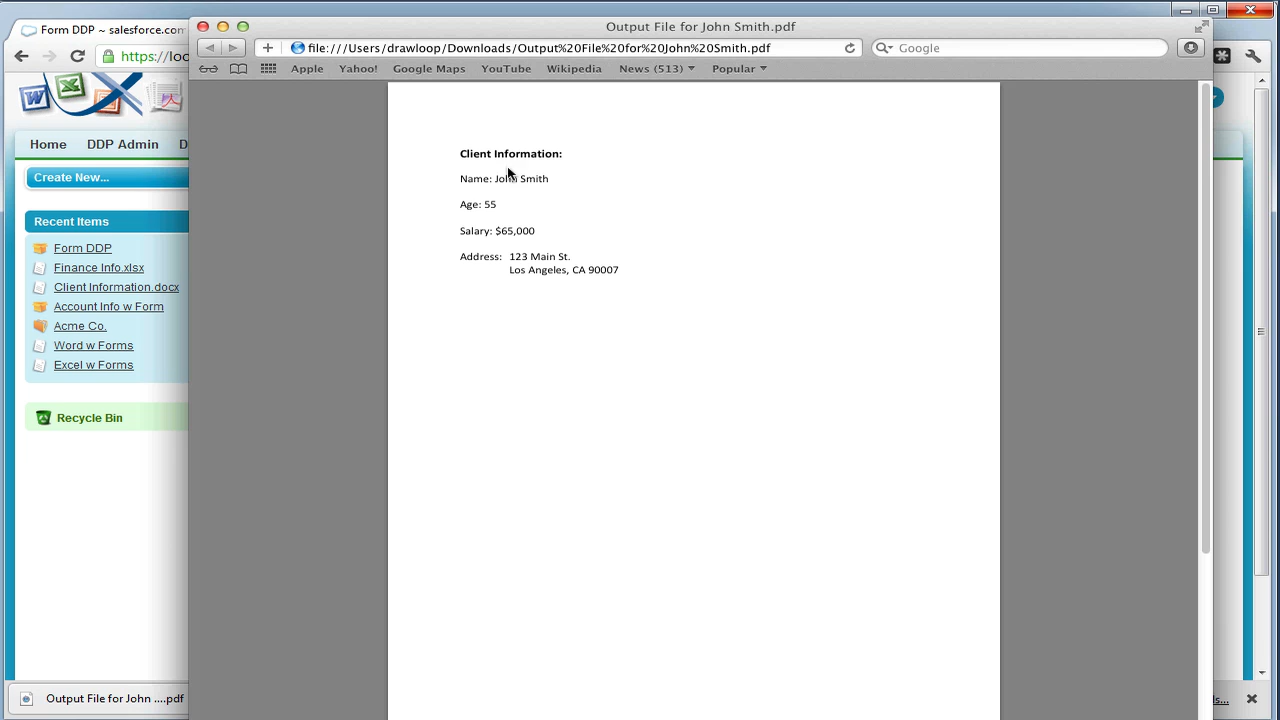 Form DDP ~ salesforce.com
Output File for John Smith.pdf
https://loc
file:///Users/drawloop/Downloads/Output%20File%20for%20John%20Smith.pdf
Google
Apple
Yahoo!
Google Maps
YouTube
Wikipedia
News (513)
Popular
Home
DDP Admin
D
Create New...
Recent Items
Form DDP
Finance Info.xlsx
Client Information.docx
Account Info w Form
Acme Co.
Word w Forms
Excel w Forms
Recycle Bin
Client Information:
Name: John Smith
Age: 55
Salary: $65,000
Address: 123 Main St.
Los Angeles, CA 90007
Output File for John ....pdf